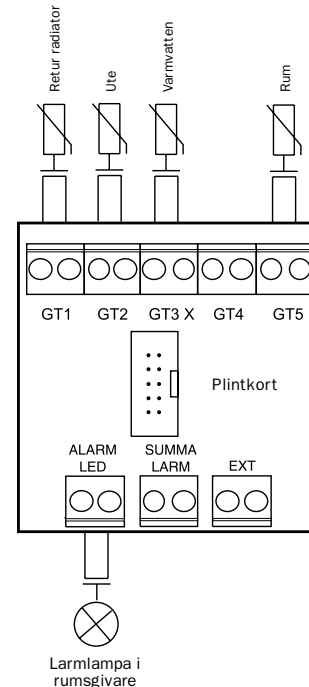 Retur radiator
Ute
Varmvatten
Rum
GT1 GT2 GT3 X GT4 GT5
Plintkort
ALARM
LED
SUMMA
LARM
EXT
Larmlampa i
rumsgivare